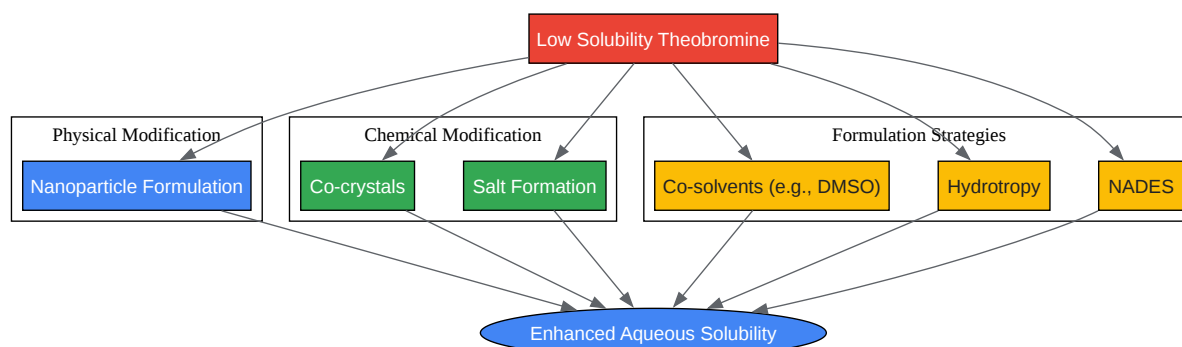 Low Solubility Theobromine
Physical Modification
Chemical Modification
Formulation Strategies
Nanoparticle Formulation
Co-crystals
Salt Formation
Co-solvents (e.g., DMSO)
Hydrotropy
NADES
Enhanced Aqueous Solubility